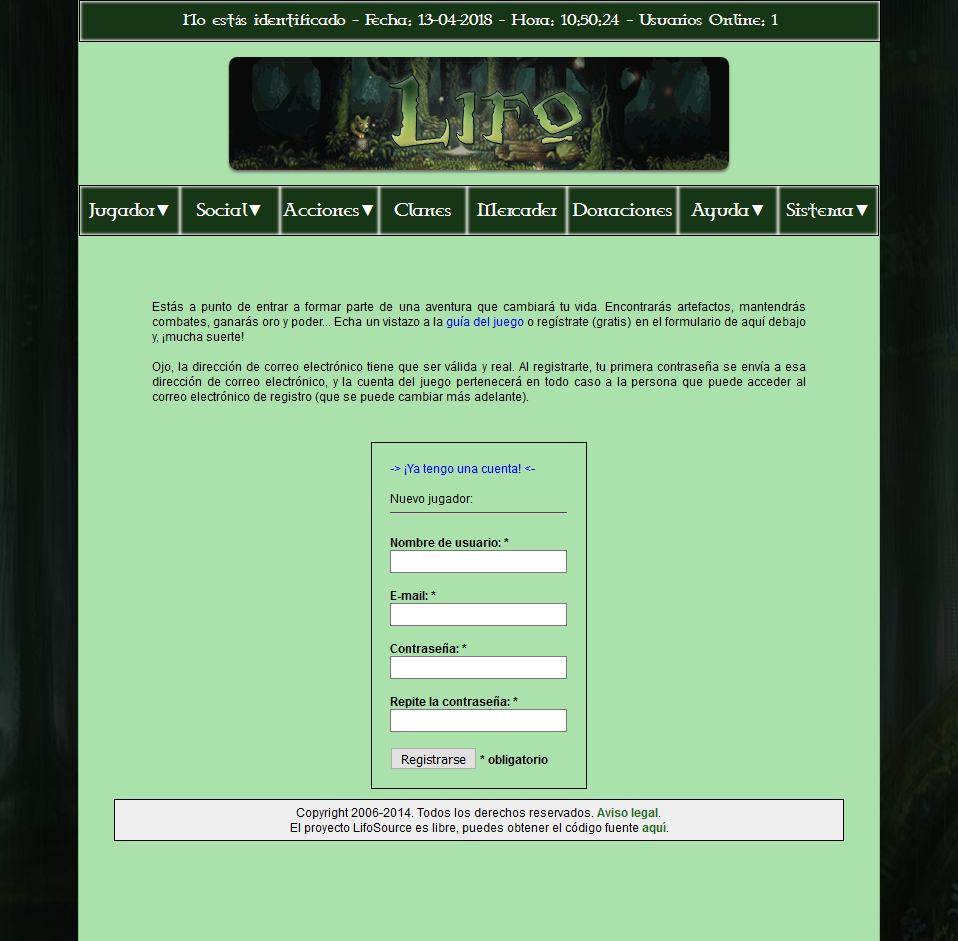 No estás identificado - Fecha: 13-04-2018 - Hora: 10:50:24 - Usuarios Online: 1
Lifo
Jugador▼ Social▼ Acciones▼ Clanes Mercader Donaciones Ayuda▼ Sistema▼
Estás a punto de entrar a formar parte de una aventura que cambiará tu vida. Encontrarás artefactos, mantendrás
combates, ganarás oro y poder... Echa un vistazo a la guía del juego o regístrate (gratis) en el formulario de aquí debajo
y, ¡mucha suerte!
Ojo, la dirección de correo electrónico tiene que ser válida y real. Al registrarte, tu primera contraseña se envía a esa
dirección de correo electrónico, y la cuenta del juego pertenecerá en todo caso a la persona que puede acceder al
correo electrónico de registro (que se puede cambiar más adelante).
-> ¡Ya tengo una cuenta! <-
Nuevo jugador:
Nombre de usuario: *
E-mail: *
Contraseña: *
Repite la contraseña: *
Registrarse * obligatorio
Copyright 2006-2014. Todos los derechos reservados. Aviso legal.
El proyecto LifoSource es libre, puedes obtener el código fuente aquí.